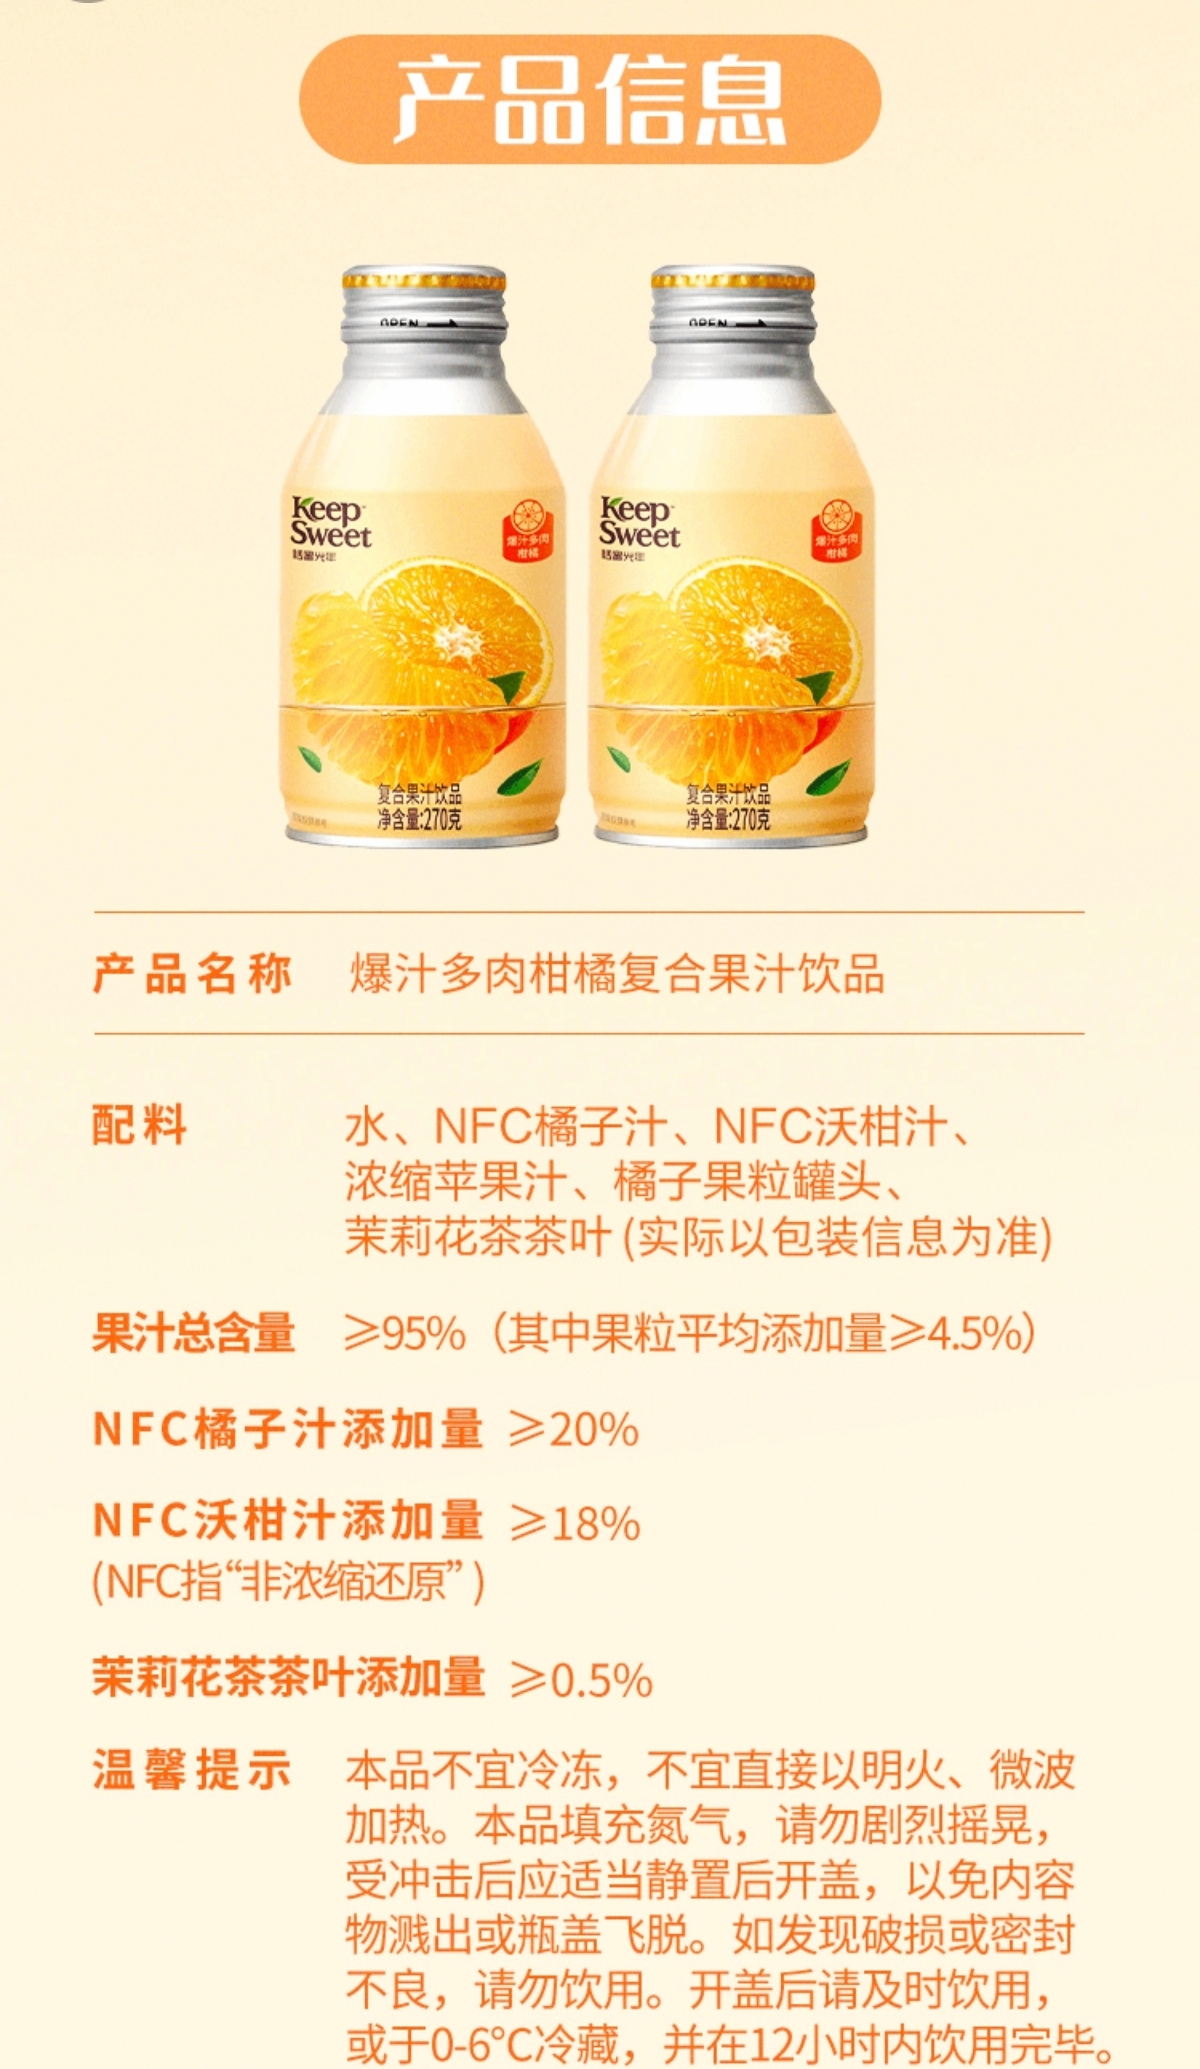 产品信息
OPEN
OPEN
Keep
Sweet
爆汁多肉
柑橘
复合果汁饮品
净含量:270克
Keep
Sweet
爆汁多肉
柑橘
复合果汁饮品
净含量:270克
产品名称 爆汁多肉柑橘复合果汁饮品
配料 水、NFC橘子汁、NFC沃柑汁、
浓缩苹果汁、橘子果粒罐头、
茉莉花茶茶叶(实际以包装信息为准)
果汁总含量 ≥95%（其中果粒平均添加量≥4.5%）
NFC橘子汁添加量 ≥20%
NFC沃柑汁添加量 ≥18%
(NFC指“非浓缩还原”)
茉莉花茶茶叶添加量 ≥0.5%
温馨提示 本品不宜冷冻，不宜直接以明火、微波
加热。本品填充氮气，请勿剧烈摇晃，
受冲击后应适当静置后开盖，以免内容
物溅出或瓶盖飞脱。如发现破损或密封
不良，请勿饮用。开盖后请及时饮用，
或于0-6°C冷藏，并在12小时内饮用完毕。